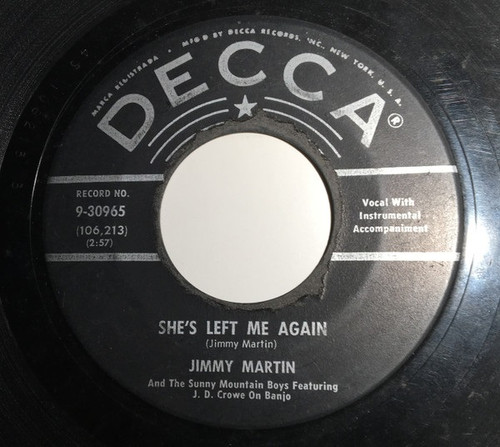 MARCA REGISTRADA • MF'D BY DECCA RECORDS, INC., NEW YORK, U.S.A.
DECCA®
RECORD NO.
9-30965
(106,213)
(2:57)
Vocal With
Instrumental
Accompaniment
SHE'S LEFT ME AGAIN
(Jimmy Martin)
JIMMY MARTIN
And The Sunny Mountain Boys Featuring
J. D. Crowe On Banjo